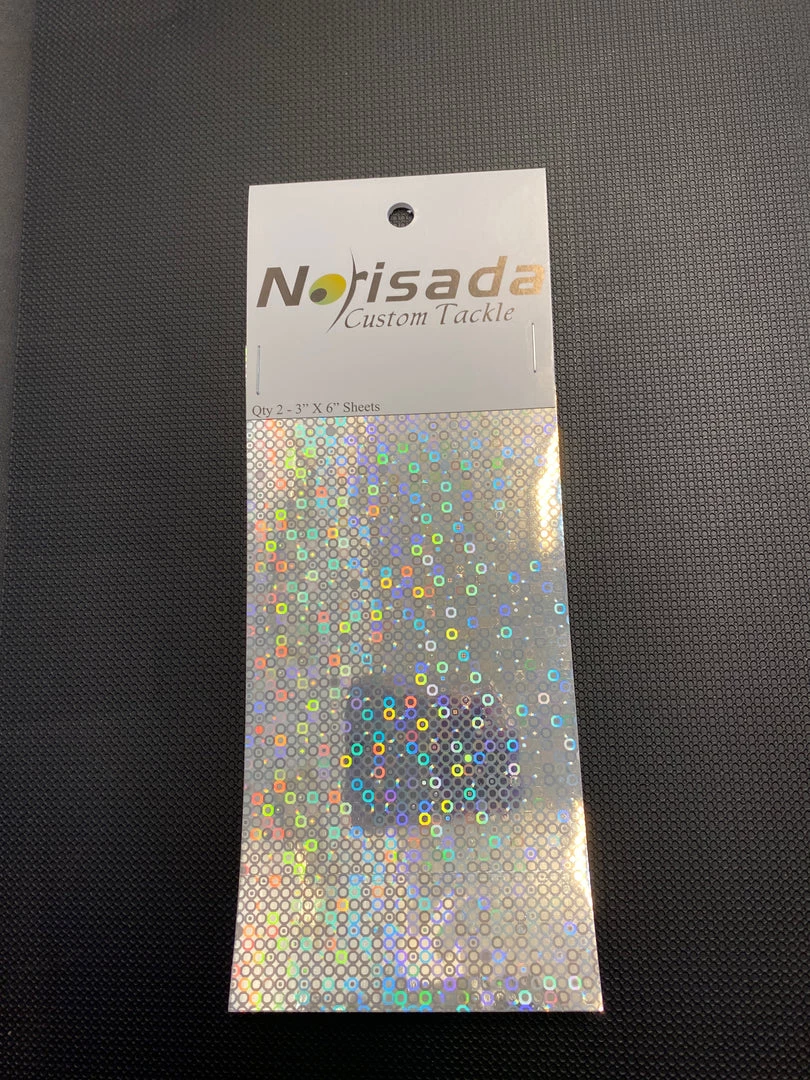 Norisada
Custom Tackle
Qty 2 - 3” X 6” Sheets